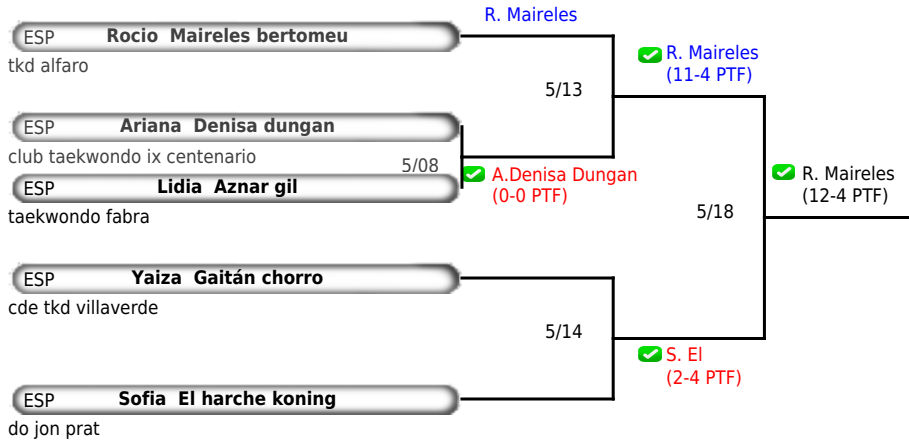 R. Maireles
ESP Rocio Maireles bertomeu
tkd alfaro
R. Maireles
(11-4 PTF)
5/13
ESP Ariana Denisa dungan
club taekwondo ix centenario
5/08
A.Denisa Dungan
(0-0 PTF)
ESP Lidia Aznar gil
taekwondo fabra
R. Maireles
(12-4 PTF)
5/18
ESP Yaiza Gaitán chorro
cde tkd villaverde
5/14
S. El
(2-4 PTF)
ESP Sofia El harche koning
do jon prat